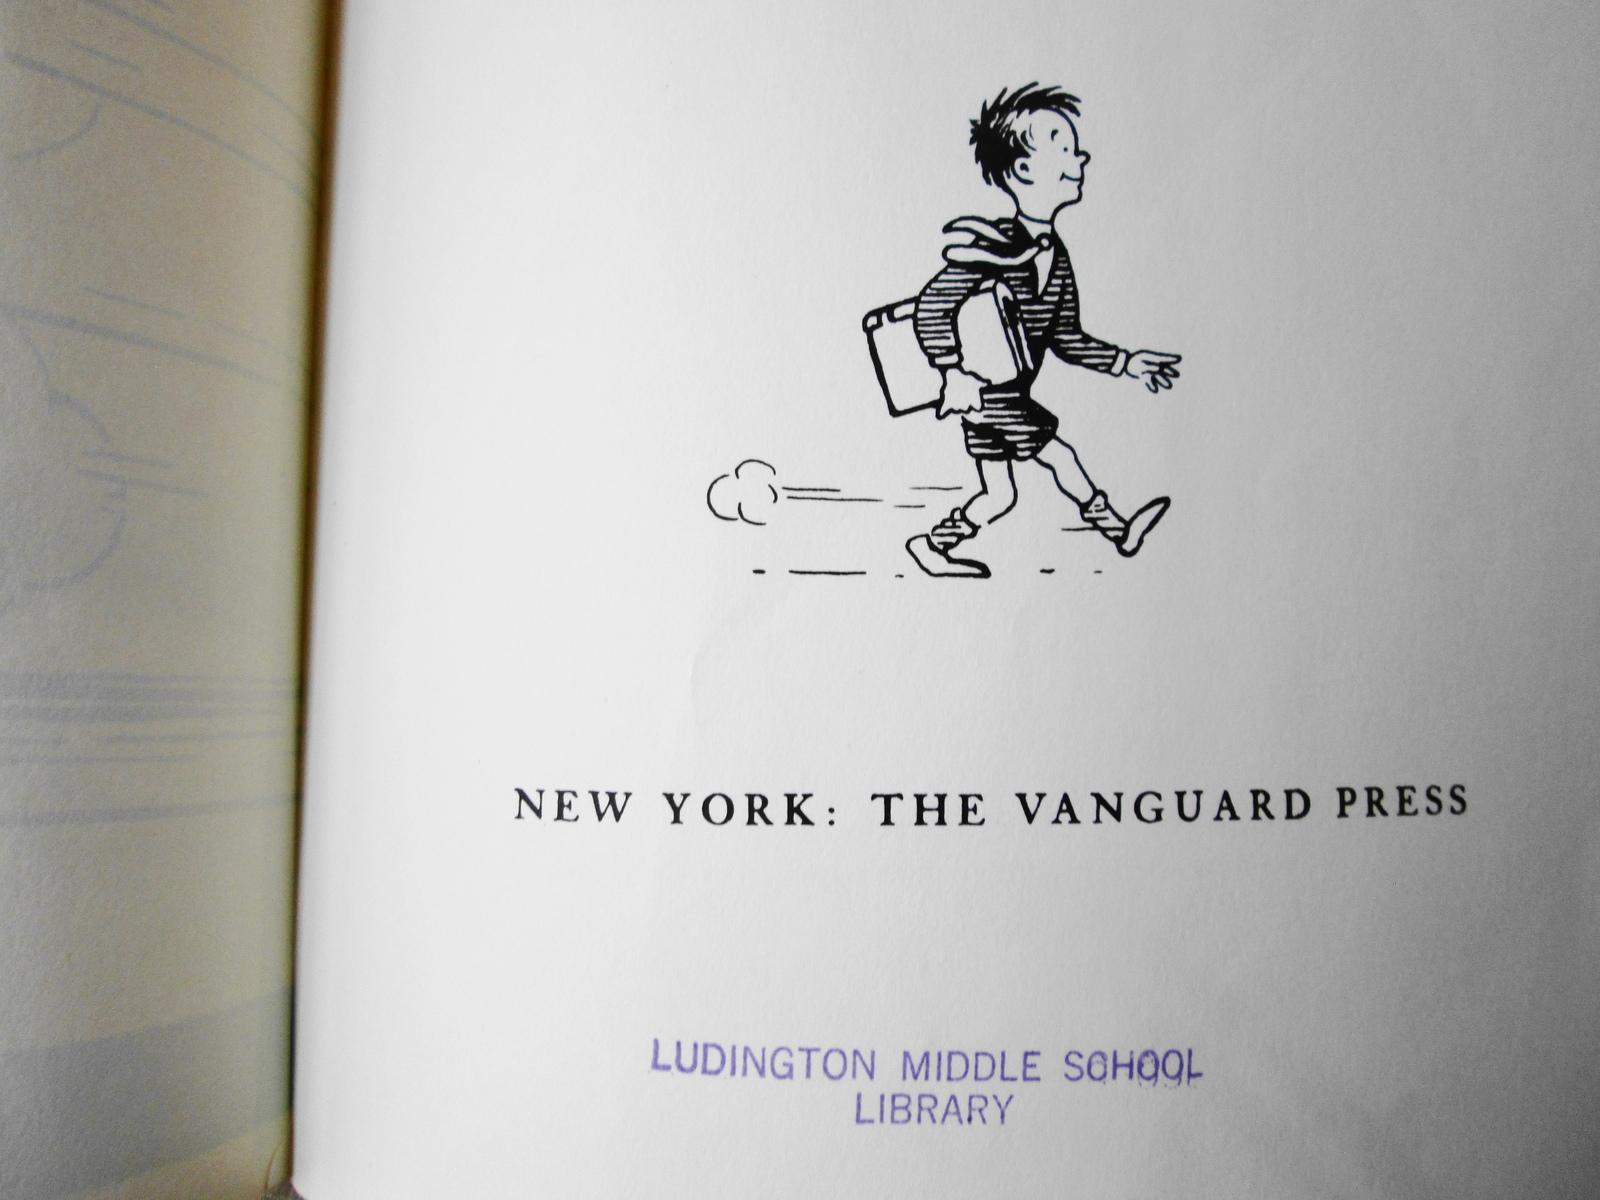 NEW YORK: THE VANGUARD PRESS
LUDINGTON MIDDLE SCHOOL
LIBRARY